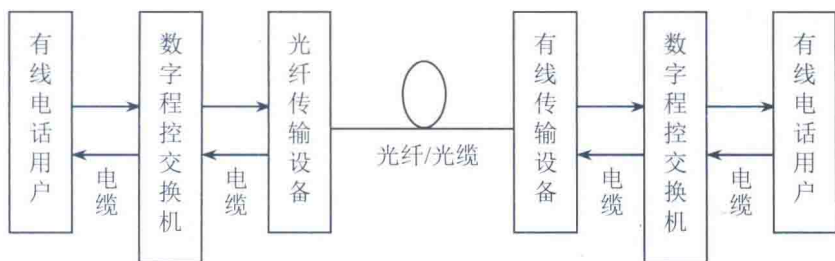 有线电话用户
电缆
数字程控交换机
电缆
光纤传输设备
光纤/光缆
有线传输设备
电缆
数字程控交换机
电缆
有线电话用户